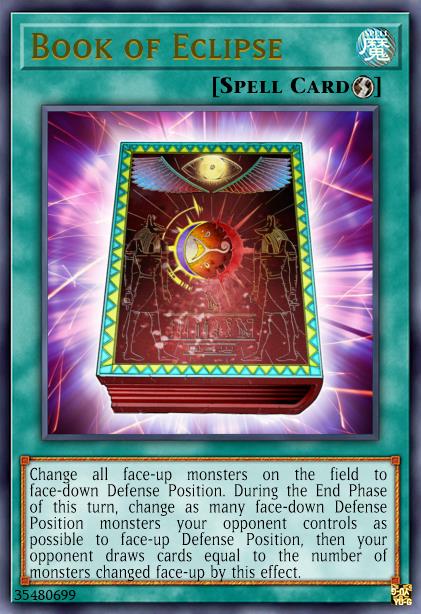 Book of Eclipse
SPELL
魔
[Spell Card]
Change all face-up monsters on the field to
face-down Defense Position. During the End Phase
of this turn, change as many face-down Defense
Position monsters your opponent controls as
possible to face-up Defense Position, then your
opponent draws cards equal to the number of
monsters changed face-up by this effect.
35480699